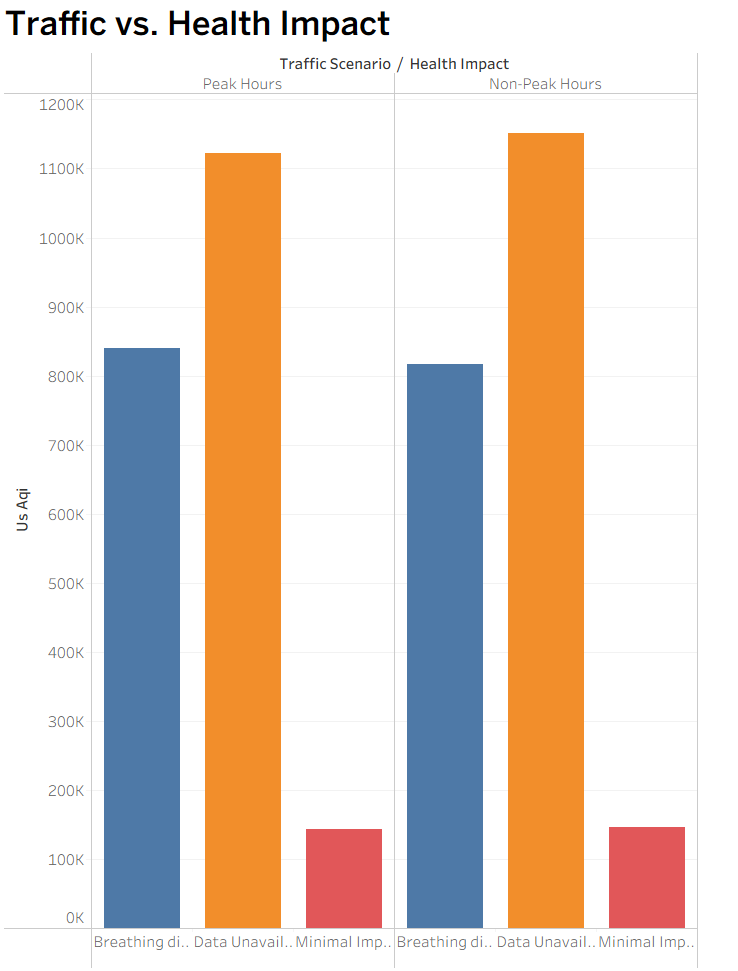 Traffic vs. Health Impact
Traffic Scenario / Health Impact
Peak Hours Non-Peak Hours
1200K
1100K
1000K
900K
800K
700K
600K
500K
400K
300K
200K
100K
0K
Us Aqi
Breathing di.. Data Unavail.. Minimal Imp.. Breathing di.. Data Unavail.. Minimal Imp..